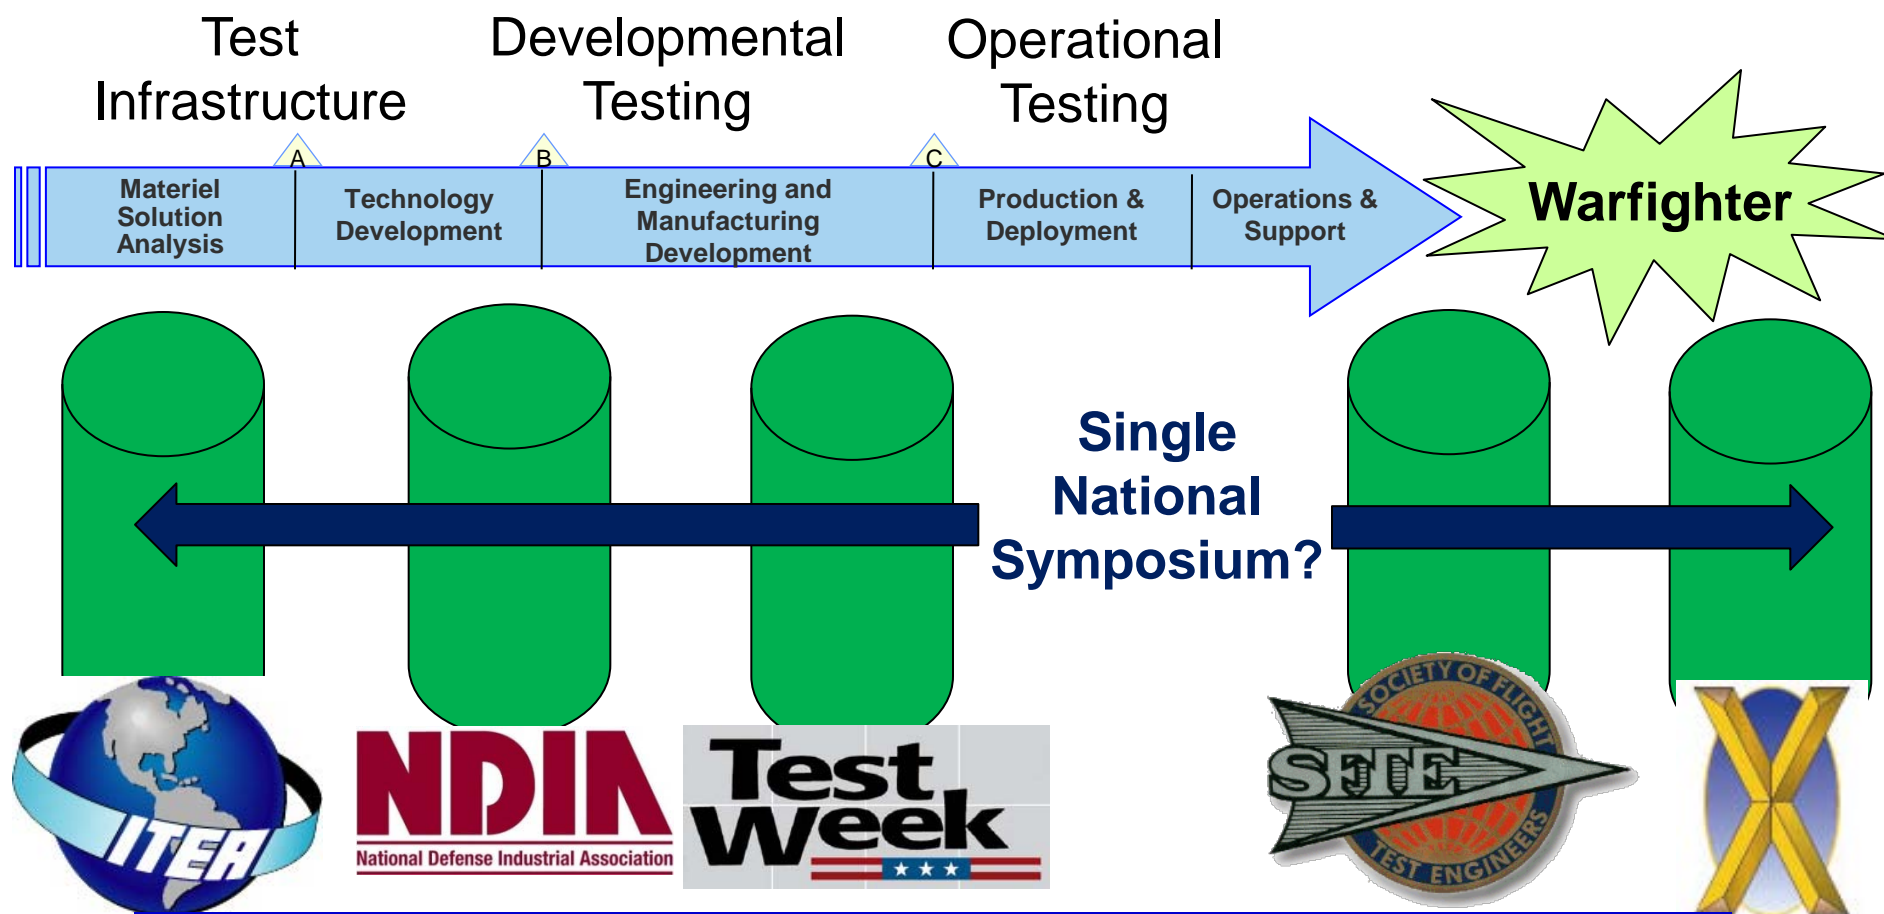 Test
Infrastructure
Developmental
Testing
Operational
Testing
A
B
C
Materiel
Solution
Analysis
Technology
Development
Engineering and
Manufacturing
Development
Production &
Deployment
Operations &
Support
Warfighter
Single
National
Symposium?
ITEA
NDIA
National Defense Industrial Association
Test
Week
SOCIETY OF FLIGHT
SFTE
TEST ENGINEERS